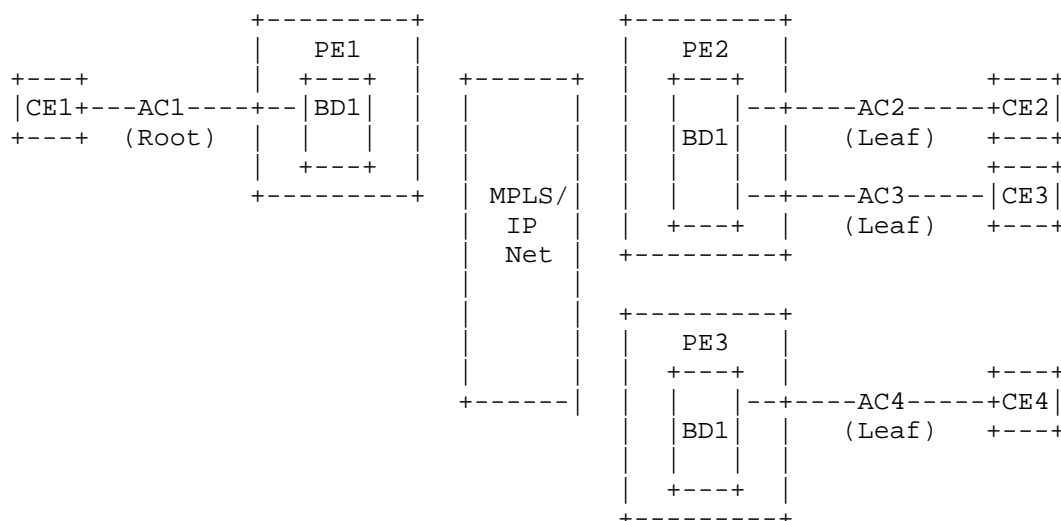 PE1 PE2
CE1 AC1 BD1 AC2 CE2
(Root) BD1 (Leaf)
MPLS/ AC3 CE3
IP (Leaf)
Net
PE3
AC4 CE4
BD1 (Leaf)